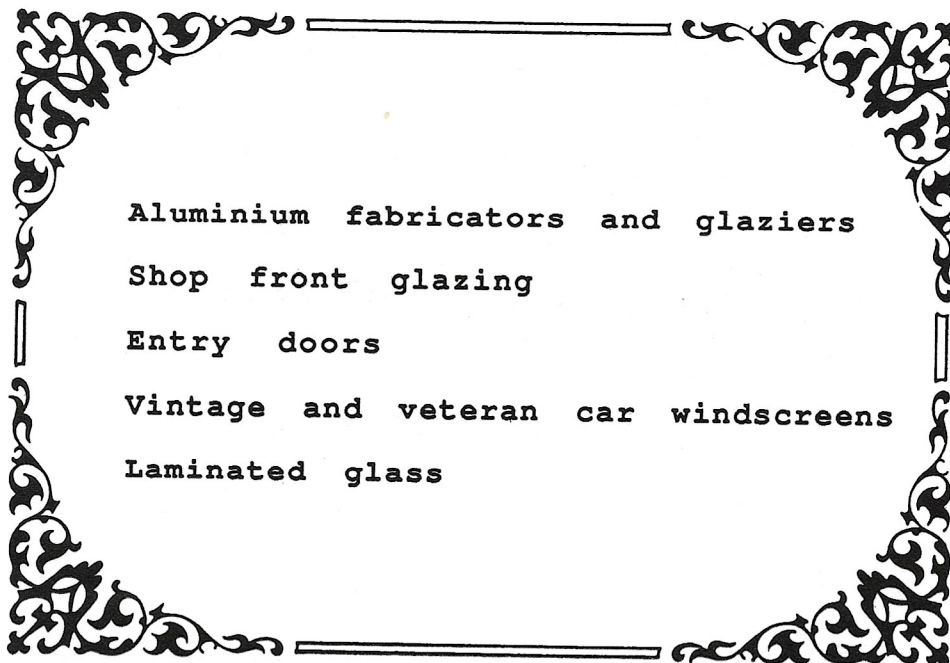 Aluminium fabricators and glaziers
Shop front glazing
Entry doors
Vintage and veteran car windscreens
Laminated glass